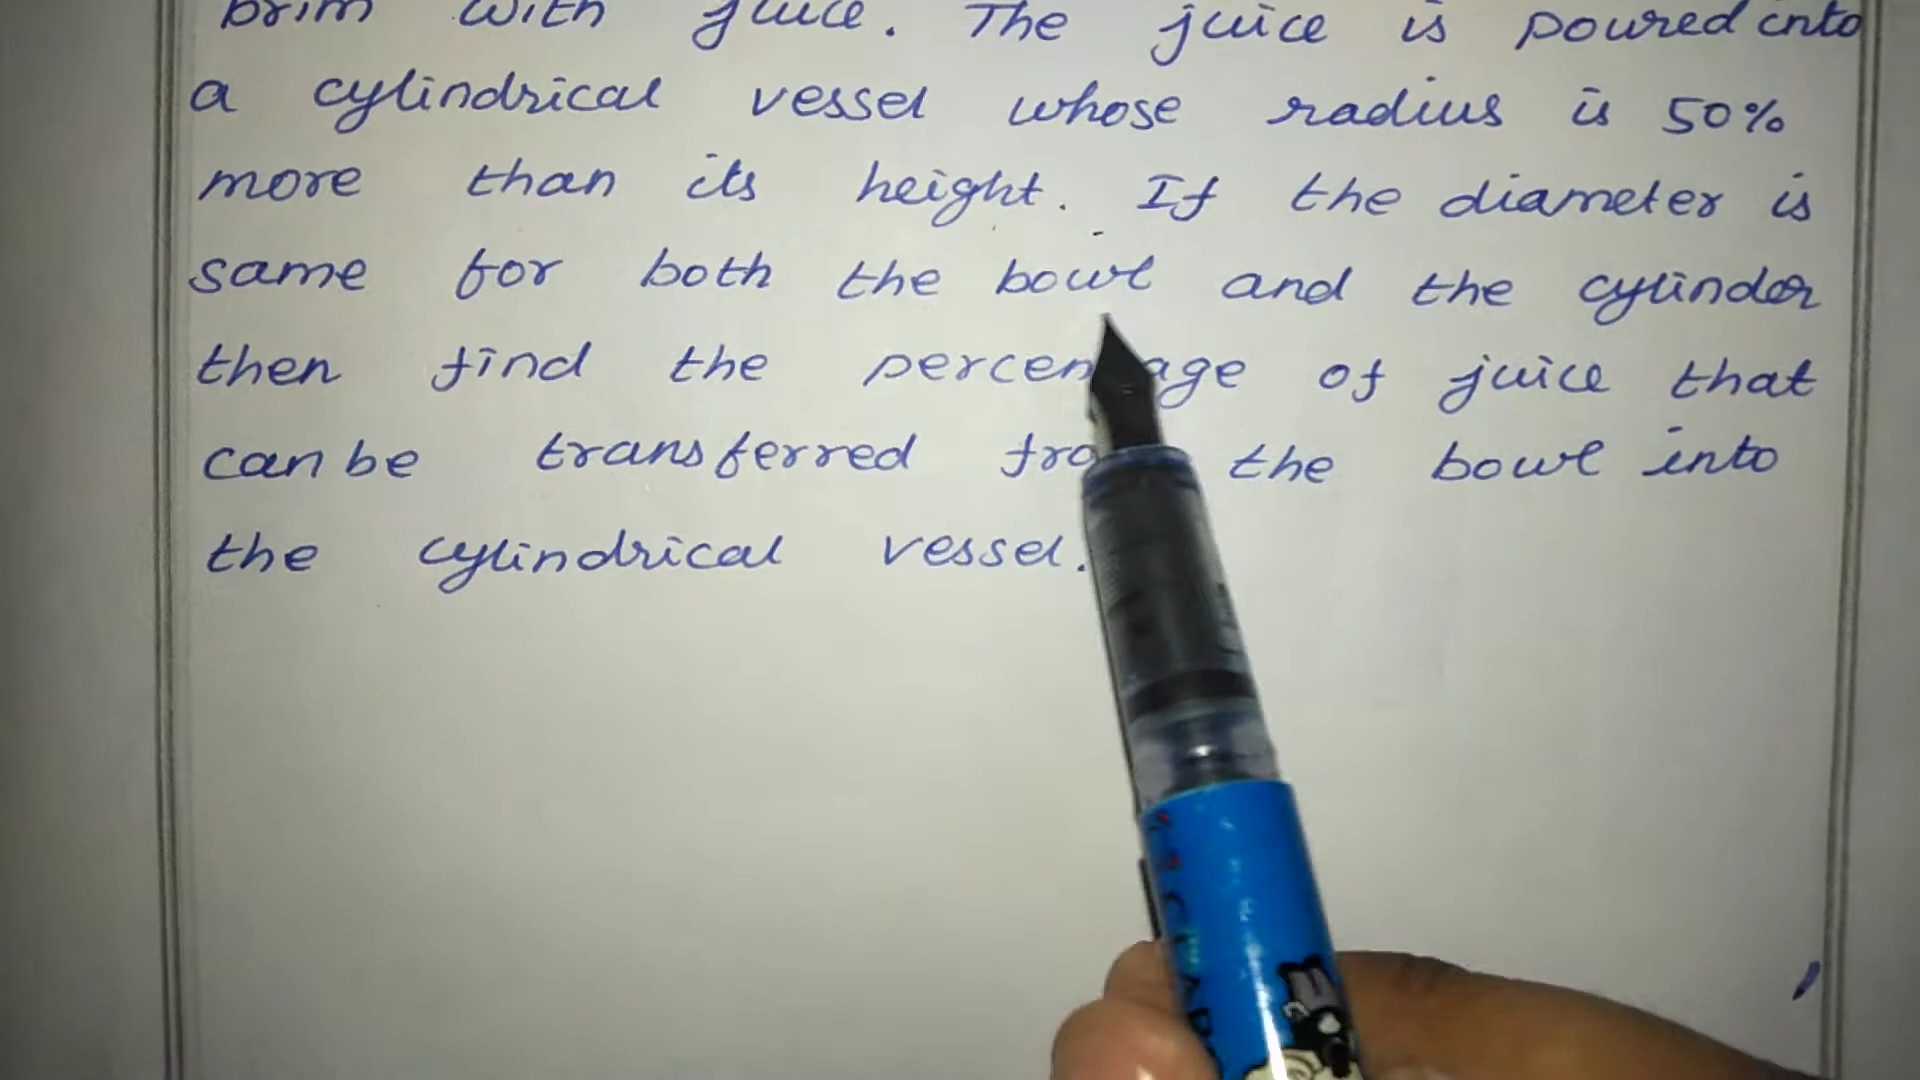 brim with juice. The juice is poured into
a cylindrical vessel whose radius is 50%
more than its height. If the diameter is
same for both the bowl and the cylinder
then find the percentage of juice that
can be transferred from the bowl into
the cylindrical vessel.